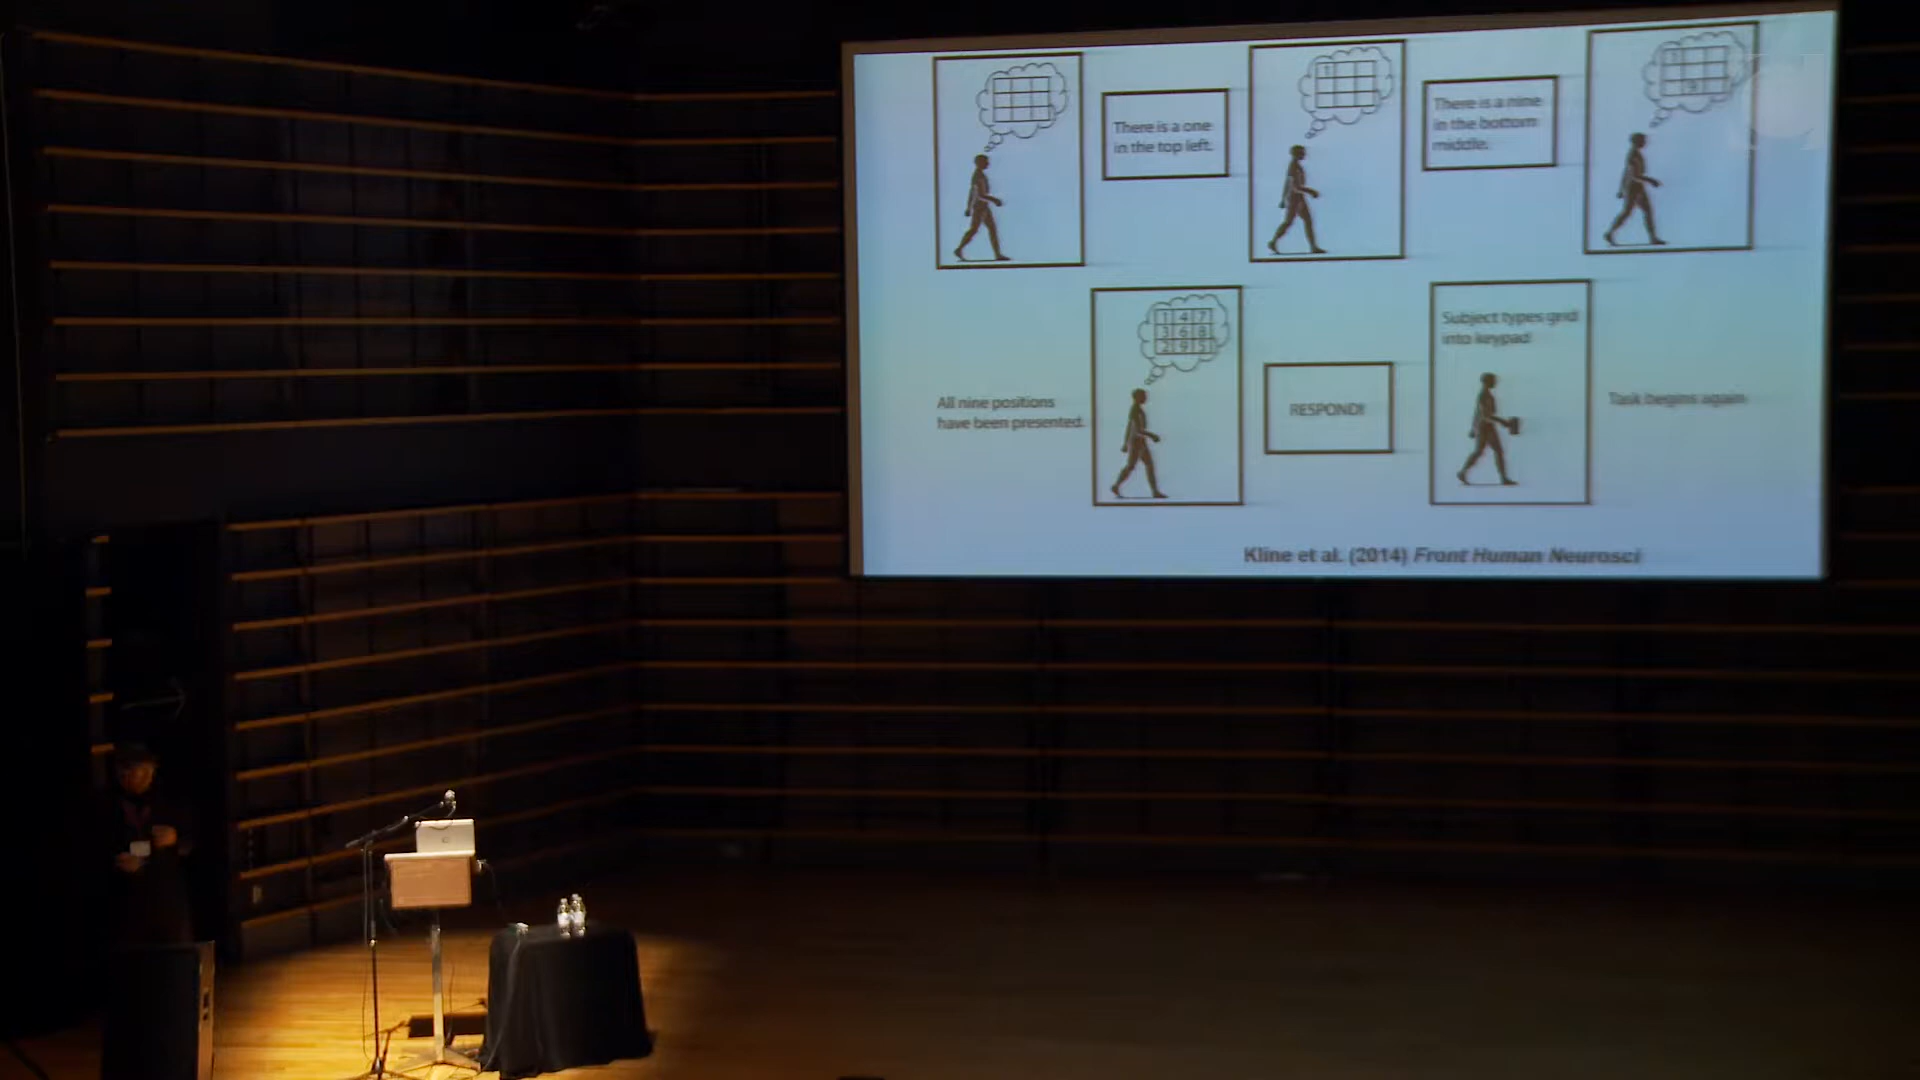 There is a one
in the top left.
There is a nine
in the bottom
middle.
All nine positions
have been presented.
1 4 7
3 6 8
2 9 5
RESPOND!
Subject types grid
into keypad
Task begins again
Kline et al. (2014) Front Human Neurosci